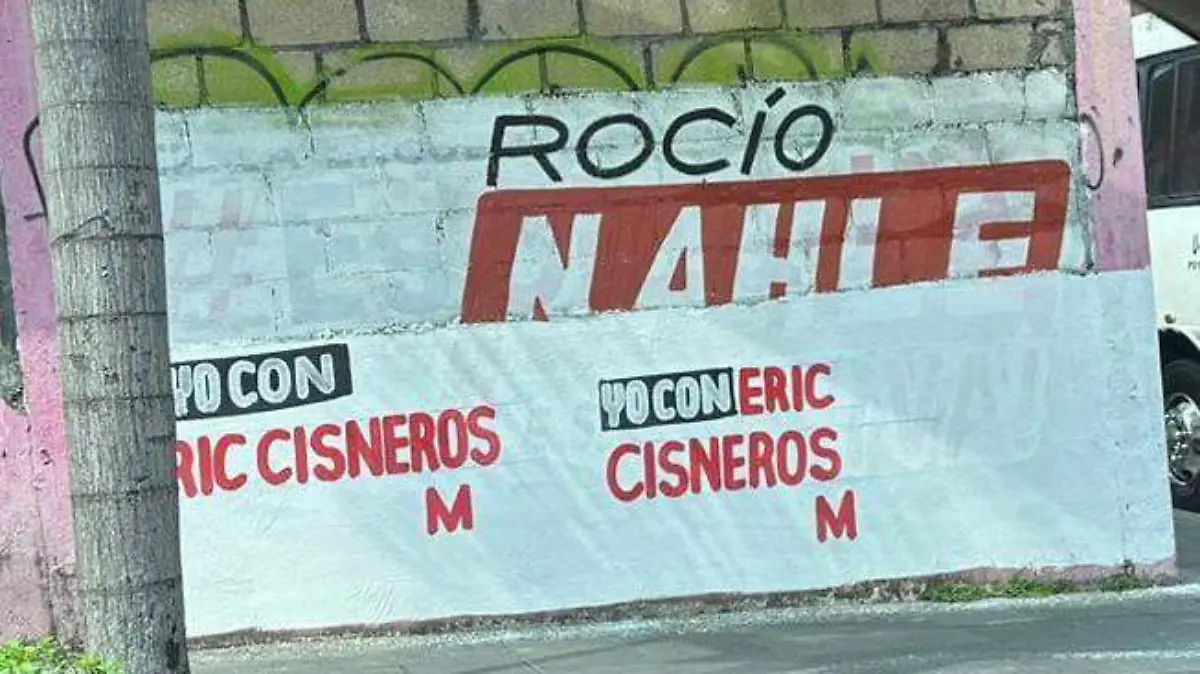 ROCÍO
NAHLE
YO CON
ERIC CISNEROS
M
YO CON ERIC
CISNEROS
M